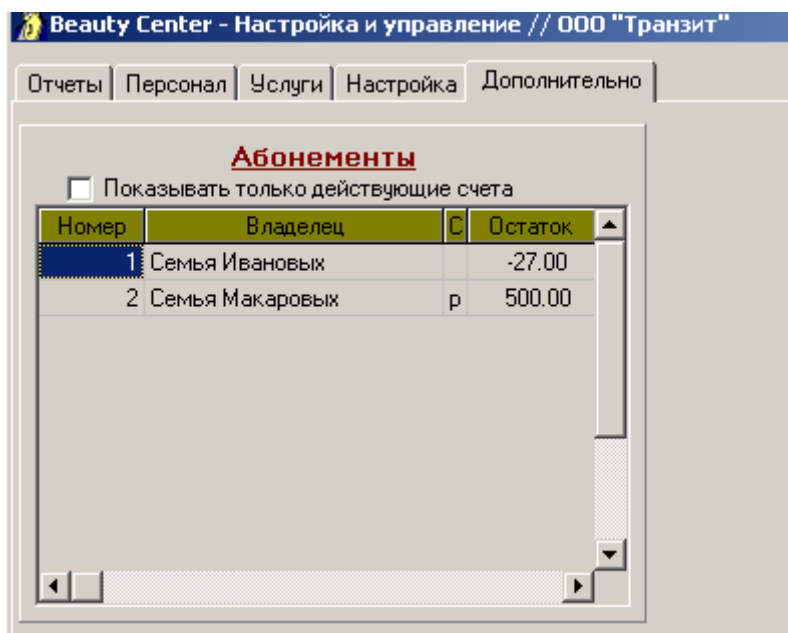 Beauty Center - Настройка и управление // ООО "Транзит"
Отчеты Персонал Услуги Настройка Дополнительно
Абонементы
Показывать только действующие счета
Номер Владелец С Остаток
1 Семья Ивановых -27.00
2 Семья Макаровых р 500.00